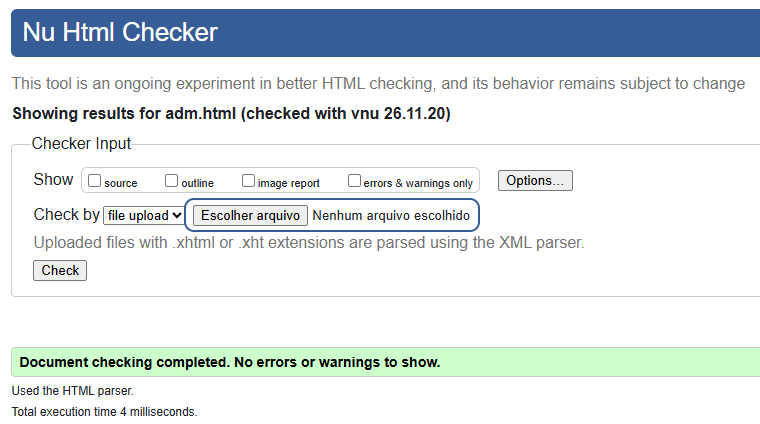 Nu Html Checker
This tool is an ongoing experiment in better HTML checking, and its behavior remains subject to change
Showing results for adm.html (checked with vnu 26.11.20)
Checker Input
Show source outline image report errors & warnings only Options...
Check by file upload Escolher arquivo Nenhum arquivo escolhido
Uploaded files with .xhtml or .xht extensions are parsed using the XML parser.
Check
Document checking completed. No errors or warnings to show.
Used the HTML parser.
Total execution time 4 milliseconds.